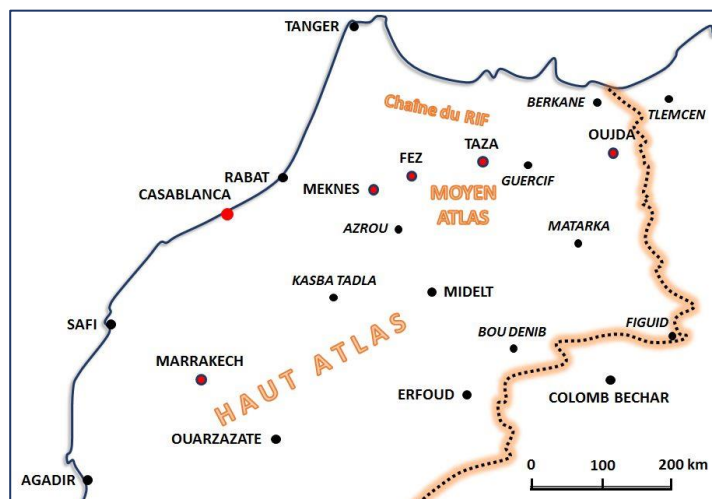 TANGER
Chaîne du RIF
BERKANE
TLEMCEN
OUJDA
TAZA
FEZ
GUERCIF
RABAT
MEKNES
CASABLANCA
MOYEN
ATLAS
AZROU
MATARKA
KASBA TADLA
MIDELT
SAFI
FIGUID
BOU DENIB
MARRAKECH
HAUT ATLAS
ERFOUD
COLOMB BECHAR
OUARZAZATE
AGADIR
0 100 200 km